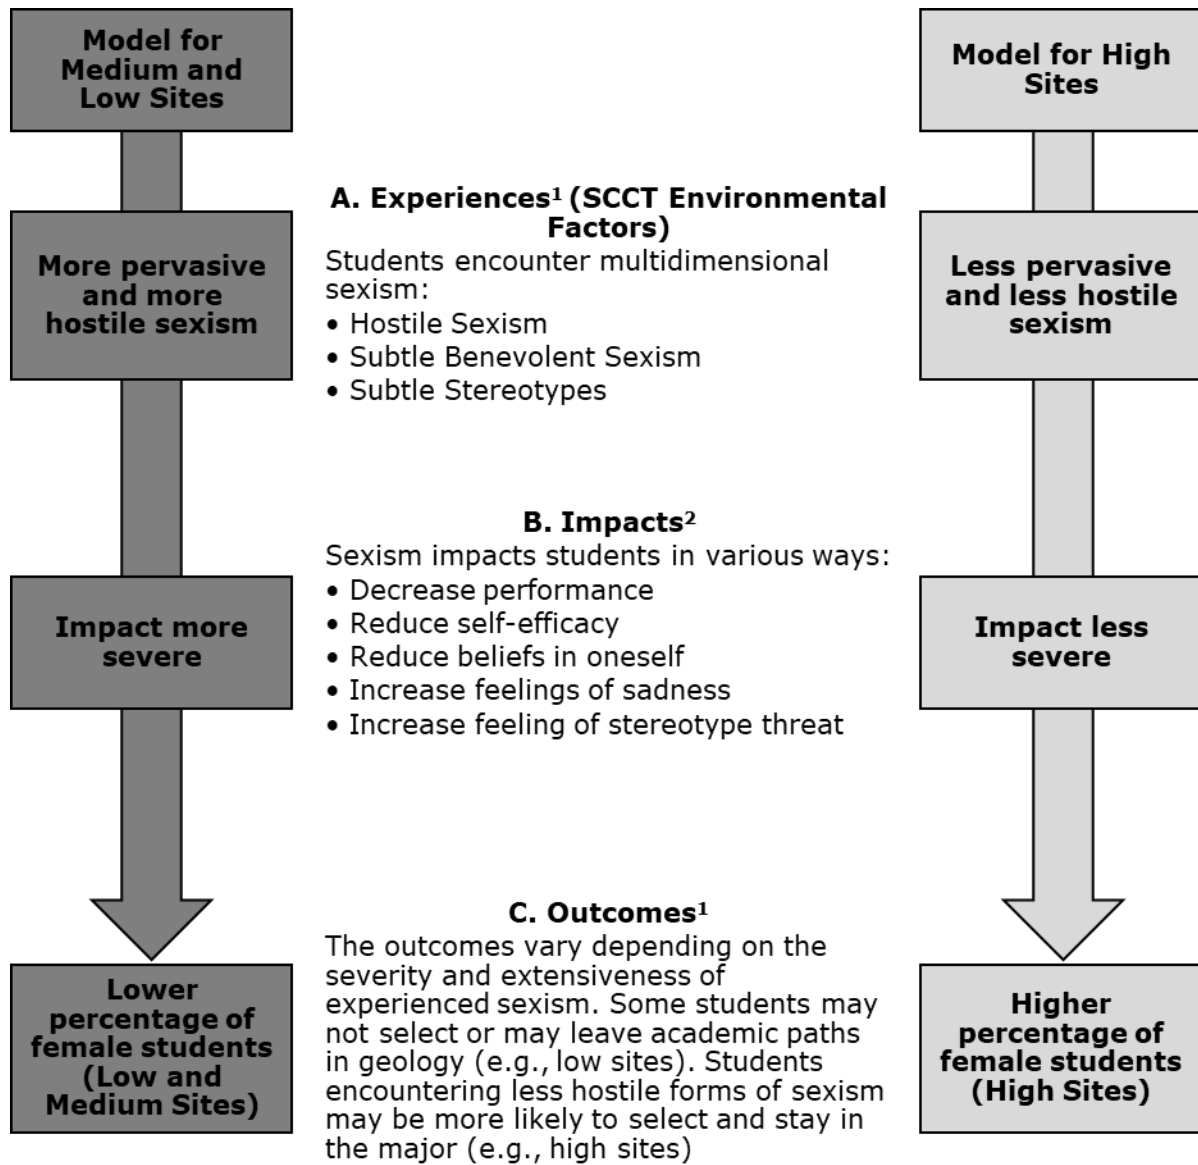 Model for
Medium and
Low Sites
Model for High
Sites
A. Experiences¹ (SCCT Environmental
Factors)
Students encounter multidimensional
sexism:
• Hostile Sexism
• Subtle Benevolent Sexism
• Subtle Stereotypes
More pervasive
and more
hostile sexism
Less pervasive
and less hostile
sexism
B. Impacts²
Sexism impacts students in various ways:
• Decrease performance
• Reduce self-efficacy
• Reduce beliefs in oneself
• Increase feelings of sadness
• Increase feeling of stereotype threat
Impact more
severe
Impact less
severe
C. Outcomes¹
The outcomes vary depending on the
severity and extensiveness of
experienced sexism. Some students may
not select or may leave academic paths
in geology (e.g., low sites). Students
encountering less hostile forms of sexism
may be more likely to select and stay in
the major (e.g., high sites)
Lower
percentage of
female students
(Low and
Medium Sites)
Higher
percentage of
female students
(High Sites)